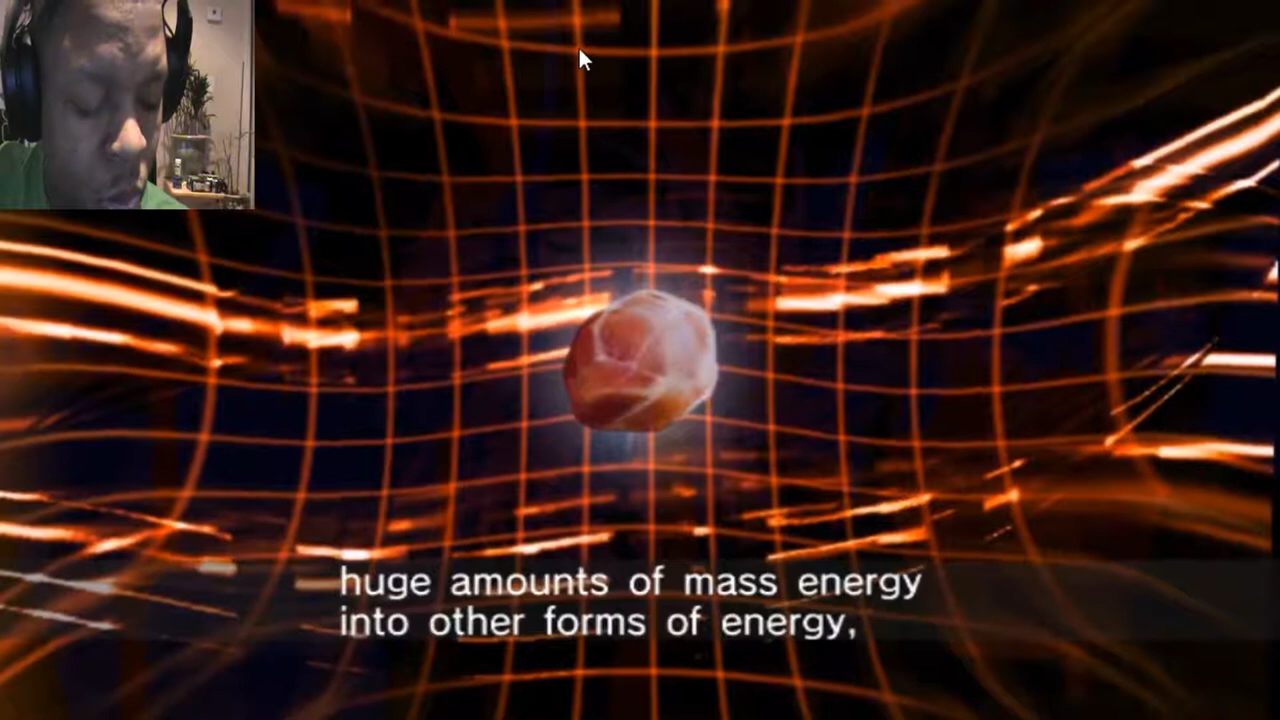 huge amounts of mass energy
into other forms of energy,